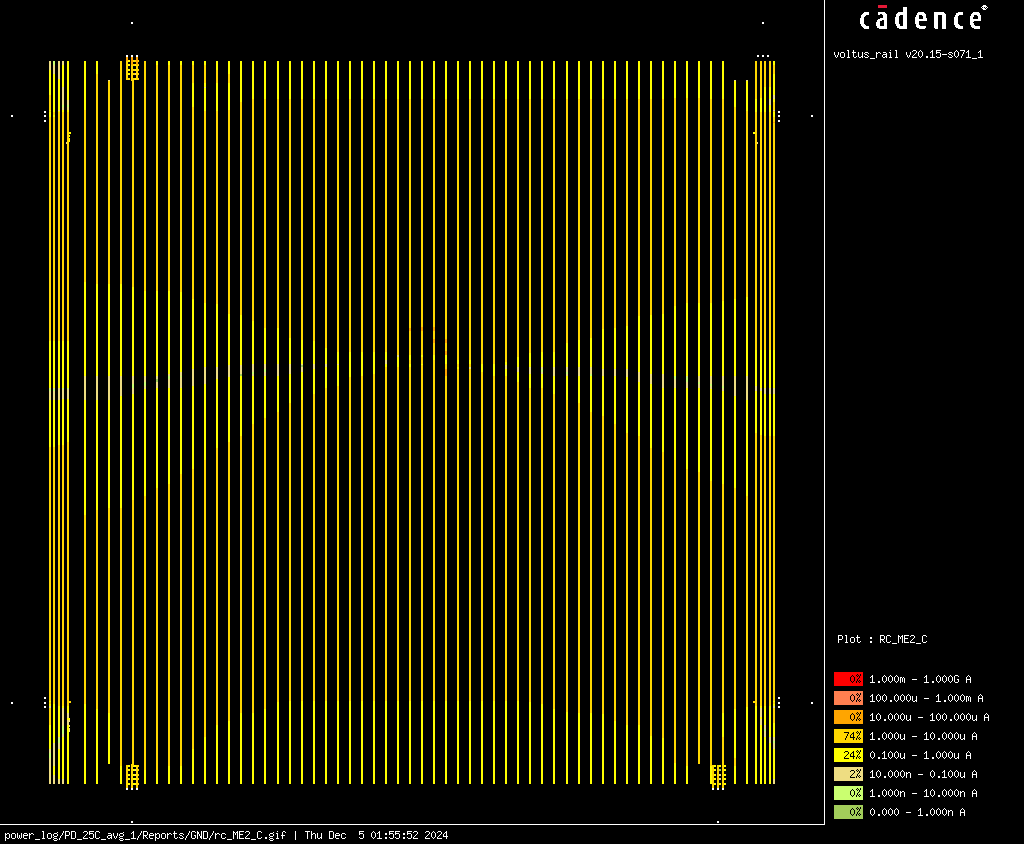 cādence®
voltus_rail v20.15-s071_1
Plot : RC_ME2_C
0% 1.000m - 1.000G A
0% 100.000u - 1.000m A
0% 10.000u - 100.000u A
74% 1.000u - 10.000u A
24% 0.100u - 1.000u A
2% 10.000n - 0.100u A
0% 1.000n - 10.000n A
0% 0.000 - 1.000n A
power_log/PD_25C_avg_1/Reports/GND/rc_ME2_C.gif | Thu Dec  5 01:55:52 2024